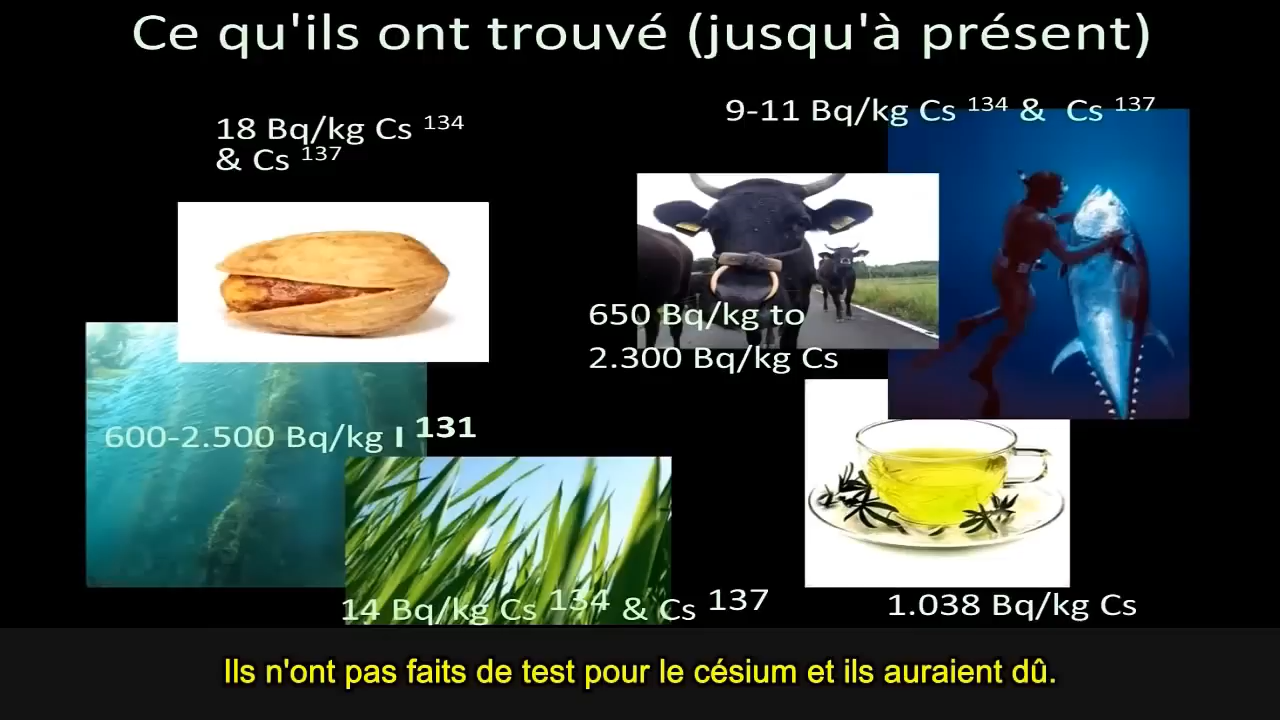 Ce qu'ils ont trouvé (jusqu'à présent)
18 Bq/kg Cs 134
& Cs 137
9-11 Bq/kg Cs 134 & Cs 137
650 Bq/kg to
2.300 Bq/kg Cs
600-2.500 Bq/kg I 131
14 Bq/kg Cs 134 & Cs 137
1.038 Bq/kg Cs
Ils n'ont pas faits de test pour le césium et ils auraient dû.